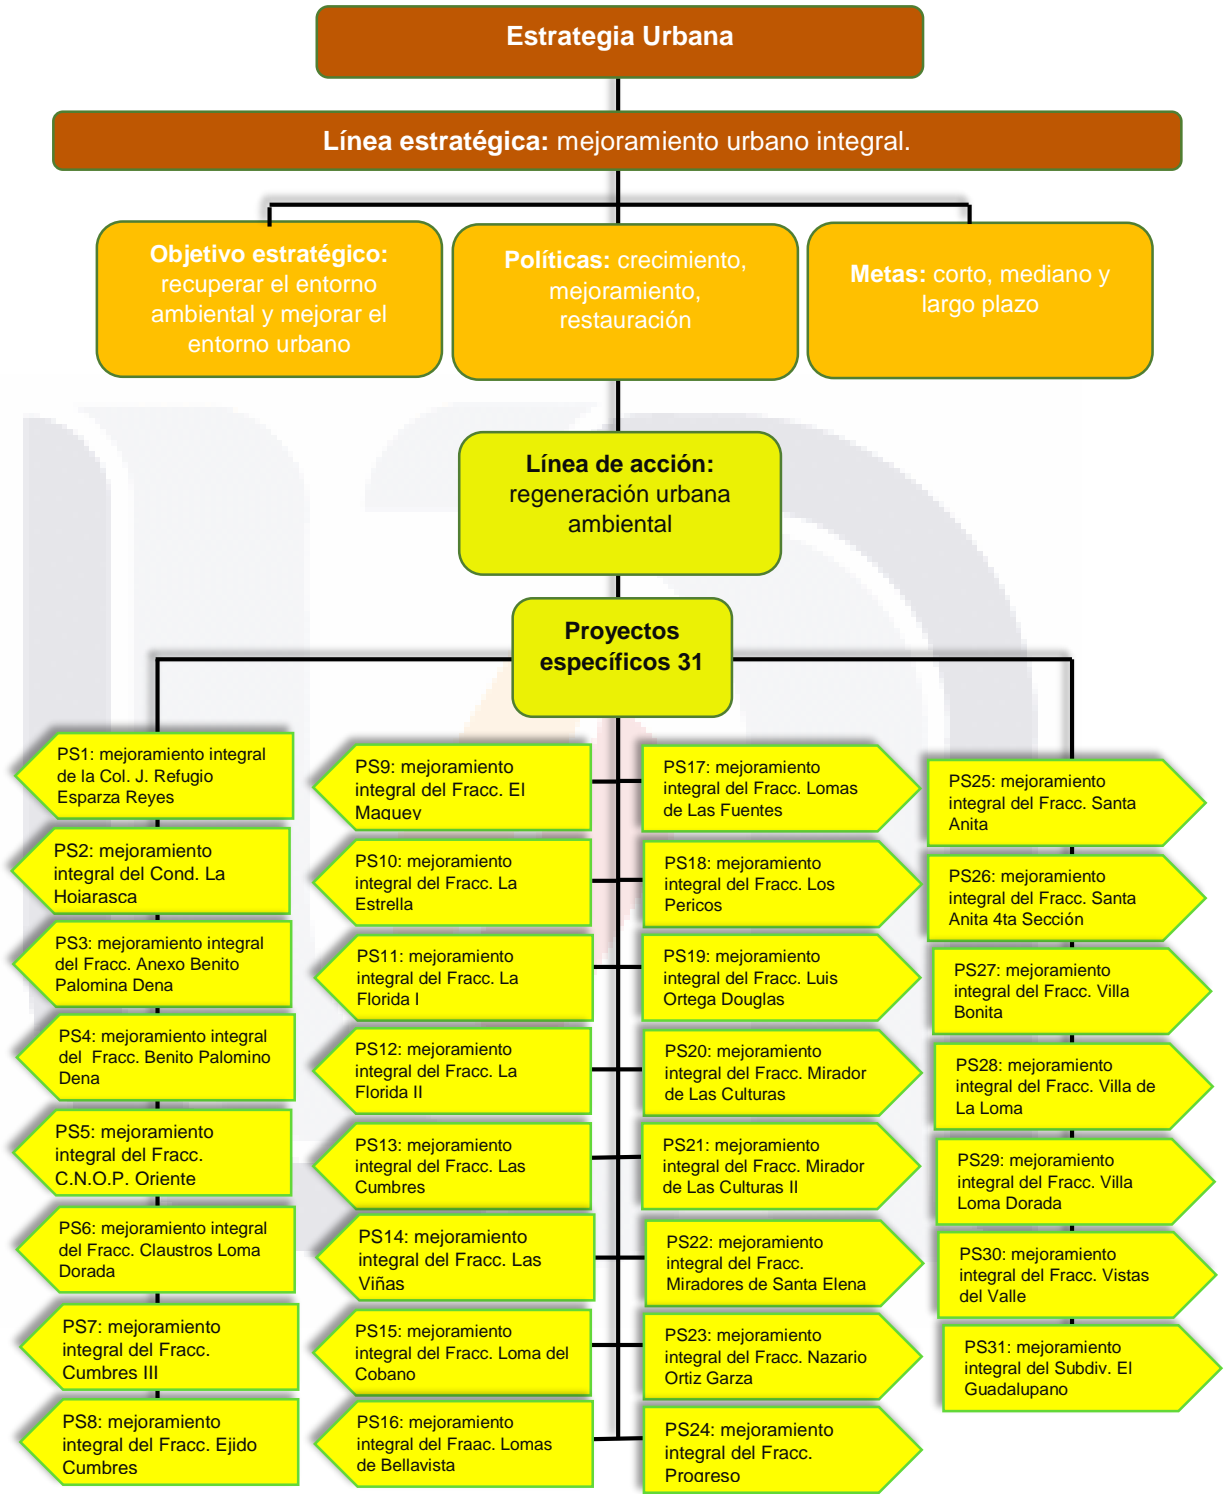 Estrategia Urbana
Línea estratégica: mejoramiento urbano integral.
Objetivo estratégico:
recuperar el entorno
ambiental y mejorar el
entorno urbano
Políticas: crecimiento,
mejoramiento,
restauración
Metas: corto, mediano y
largo plazo
Línea de acción:
regeneración urbana
ambiental
Proyectos
específicos 31
PS1: mejoramiento integral
de la Col. J. Refugio
Esparza Reyes
PS2: mejoramiento
integral del Cond. La
Hojarasca
PS3: mejoramiento integral
del Fracc. Anexo Benito
Palomina Dena
PS4: mejoramiento integral
del Fracc. Benito Palomino
Dena
PS5: mejoramiento
integral del Fracc.
C.N.O.P. Oriente
PS6: mejoramiento integral
del Fracc. Claustros Loma
Dorada
PS7: mejoramiento
integral del Fracc.
Cumbres III
PS8: mejoramiento
integral del Fracc. Ejido
Cumbres
PS9: mejoramiento
integral del Fracc. El
Maguey
PS10: mejoramiento
integral del Fracc. La
Estrella
PS11: mejoramiento
integral del Fracc. La
Florida I
PS12: mejoramiento
integral del Fracc. La
Florida II
PS13: mejoramiento
integral del Fracc. Las
Cumbres
PS14: mejoramiento
integral del Fracc. Las
Viñas
PS15: mejoramiento
integral del Fracc. Loma del
Cobano
PS16: mejoramiento
integral del Fraac. Lomas
de Bellavista
PS17: mejoramiento
integral del Fracc. Lomas
de Las Fuentes
PS18: mejoramiento
integral del Fracc. Los
Pericos
PS19: mejoramiento
integral del Fracc. Luis
Ortega Douglas
PS20: mejoramiento
integral del Fracc. Mirador
de Las Culturas
PS21: mejoramiento
integral del Fracc. Mirador
de Las Culturas II
PS22: mejoramiento
integral del Fracc.
Miradores de Santa Elena
PS23: mejoramiento
integral del Fracc. Nazario
Ortiz Garza
PS24: mejoramiento
integral del Fracc.
Progreso
PS25: mejoramiento
integral del Fracc. Santa
Anita
PS26: mejoramiento
integral del Fracc. Santa
Anita 4ta Sección
PS27: mejoramiento
integral del Fracc. Villa
Bonita
PS28: mejoramiento
integral del Fracc. Villa de
La Loma
PS29: mejoramiento
integral del Fracc. Villa
Loma Dorada
PS30: mejoramiento
integral del Fracc. Vistas
del Valle
PS31: mejoramiento
integral del Subdiv. El
Guadalupano